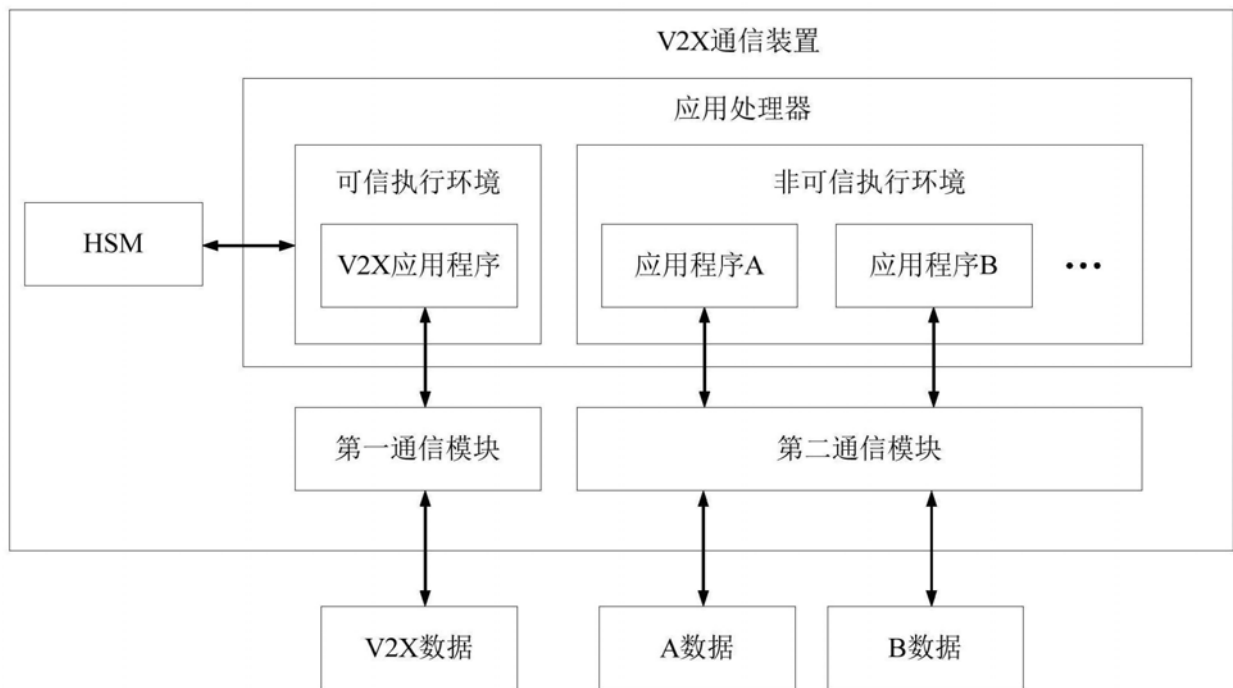 V2X通信装置
应用处理器
可信执行环境
非可信执行环境
HSM
V2X应用程序
应用程序A
应用程序B
...
第一通信模块
第二通信模块
V2X数据
A数据
B数据